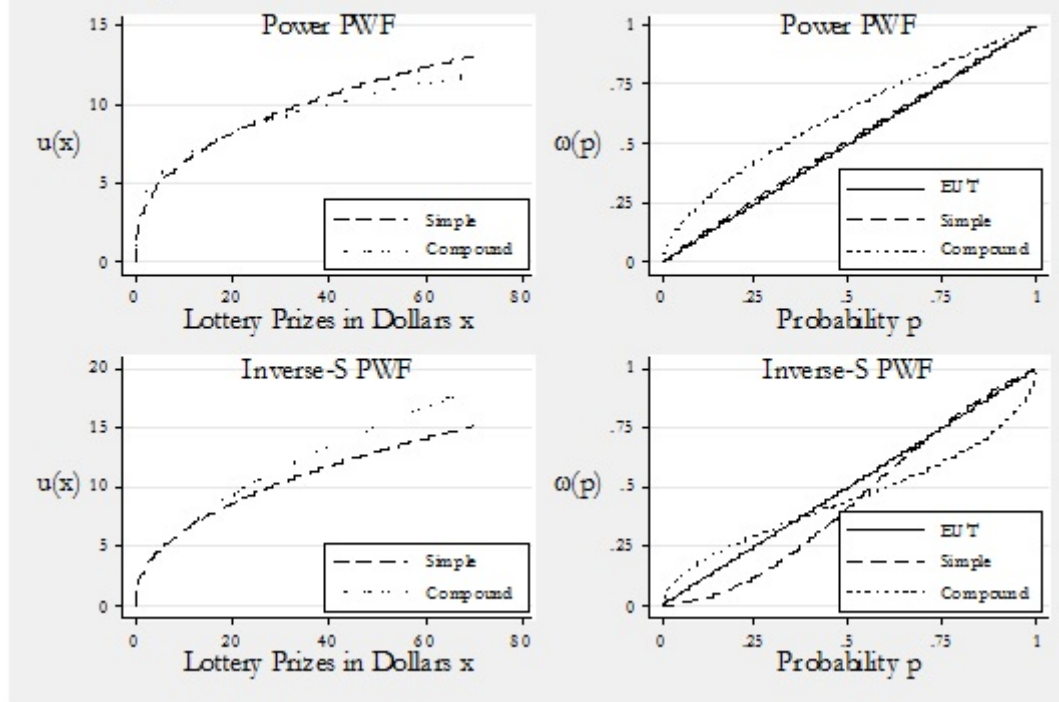 Power PWF
15
10
5
0
u(x)
Simple
Compound
0 20 40 60 80
Lottery Prizes in Dollars x
Power PWF
1
.75
.5
.25
0
ω(p)
EUT
Simple
Compound
0 .25 .5 .75 1
Probability p
Inverse-S PWF
20
15
10
5
0
u(x)
Simple
Compound
0 20 40 60 80
Lottery Prizes in Dollars x
Inverse-S PWF
1
.75
.5
.25
0
ω(p)
EUT
Simple
Compound
0 .25 .5 .75 1
Probability p